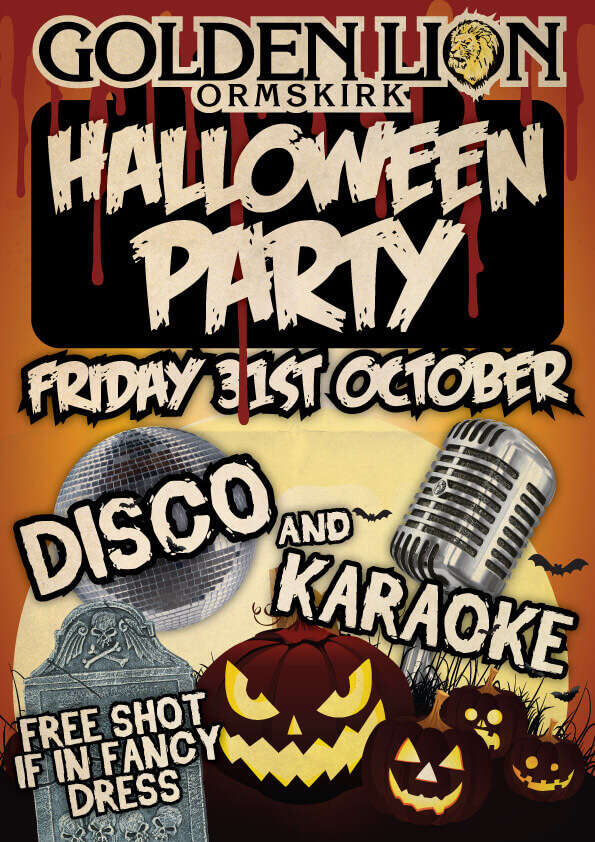 GOLDEN LION
ORMSKIRK
HALLOWEEN
PARTY
FRIDAY 31ST OCTOBER
DISCO
AND
KARAOKE
FREE SHOT
IF IN FANCY
DRESS